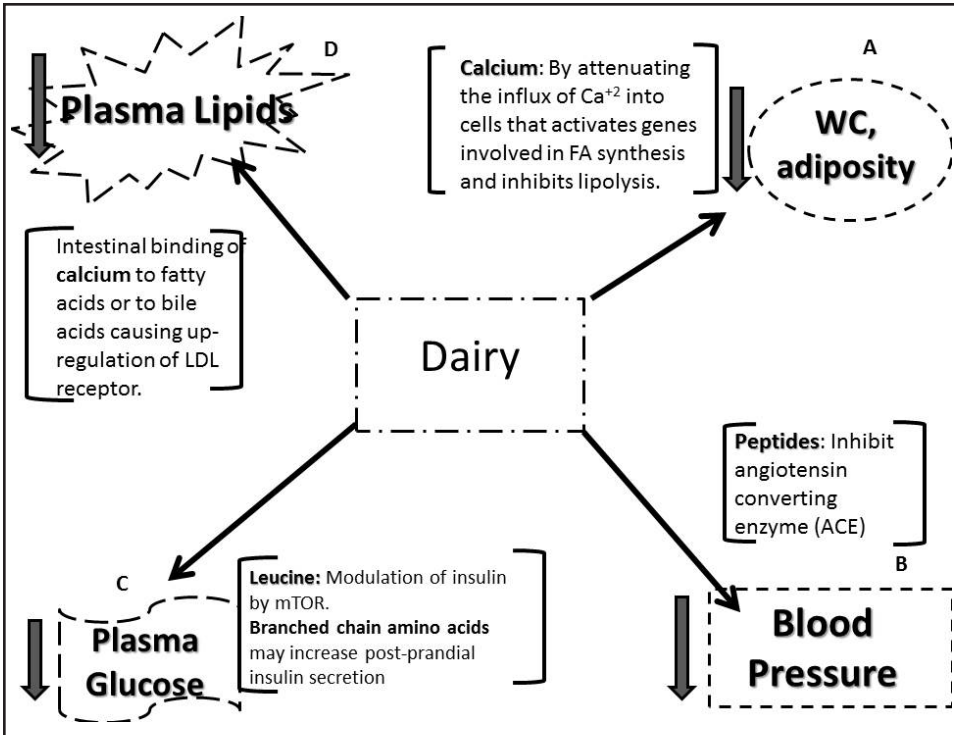 D
Plasma Lipids
Intestinal binding of
calcium to fatty
acids or to bile
acids causing up-
regulation of LDL
receptor.
A
Calcium: By attenuating
the influx of Ca+2 into
cells that activates genes
involved in FA synthesis
and inhibits lipolysis.
WC,
adiposity
Dairy
Peptides: Inhibit
angiotensin
converting
enzyme (ACE)
B
Blood
Pressure
C
Plasma
Glucose
Leucine: Modulation of insulin
by mTOR.
Branched chain amino acids
may increase post-prandial
insulin secretion